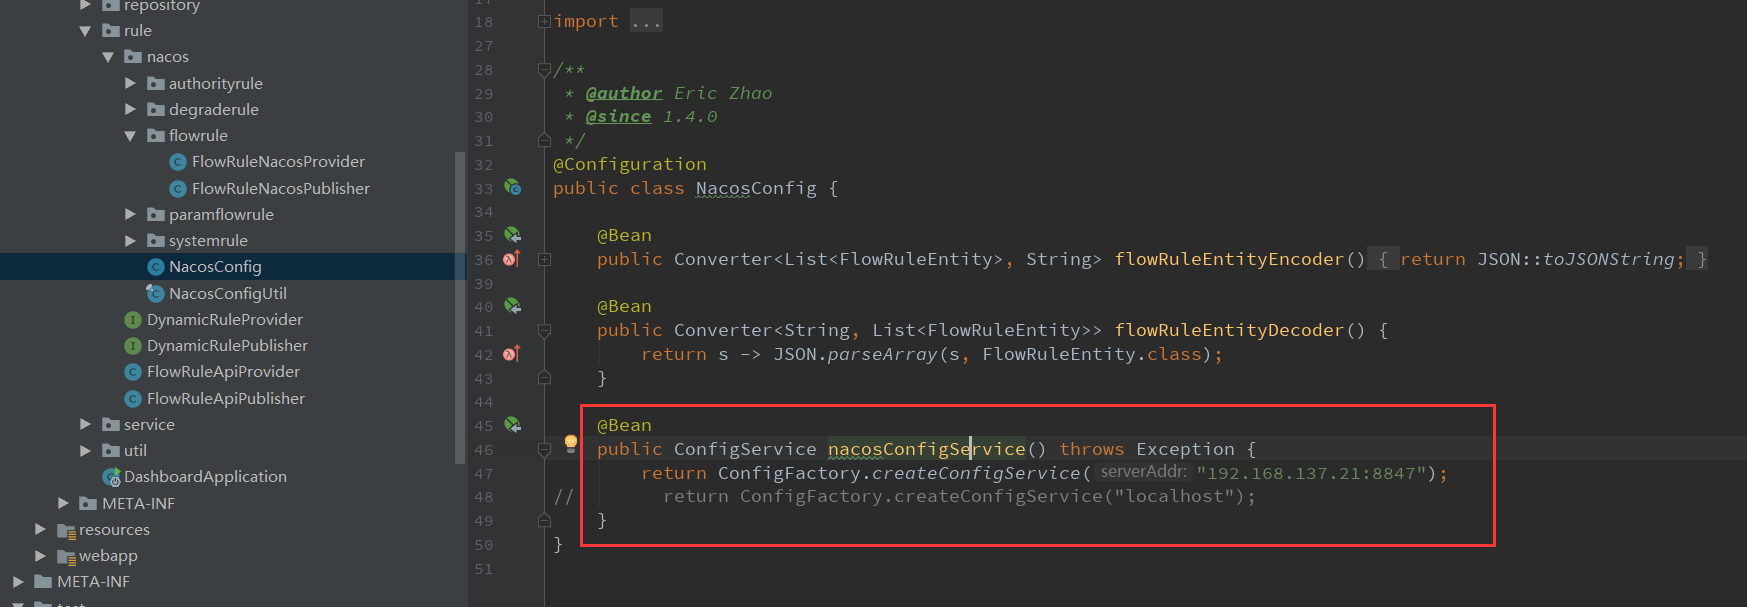 repository
rule
nacos
authorityrule
degraderule
flowrule
FlowRuleNacosProvider
FlowRuleNacosPublisher
paramflowrule
systemrule
NacosConfig
NacosConfigUtil
DynamicRuleProvider
DynamicRulePublisher
FlowRuleApiProvider
FlowRuleApiPublisher
service
util
DashboardApplication
META-INF
resources
webapp
META-INF
17
18 import ...
27
28 /**
29 * @author Eric Zhao
30 * @since 1.4.0
31 */
32 @Configuration
33 public class NacosConfig {
34
35 @Bean
36 public Converter<List<FlowRuleEntity>, String> flowRuleEntityEncoder() { return JSON::toJSONString; }
39
40 @Bean
41 public Converter<String, List<FlowRuleEntity>> flowRuleEntityDecoder() {
42 return s -> JSON.parseArray(s, FlowRuleEntity.class);
43 }
44
45 @Bean
46 public ConfigService nacosConfigService() throws Exception {
47 return ConfigFactory.createConfigService( serverAddr: "192.168.137.21:8847");
48 // return ConfigFactory.createConfigService("localhost");
49 }
50 }
51